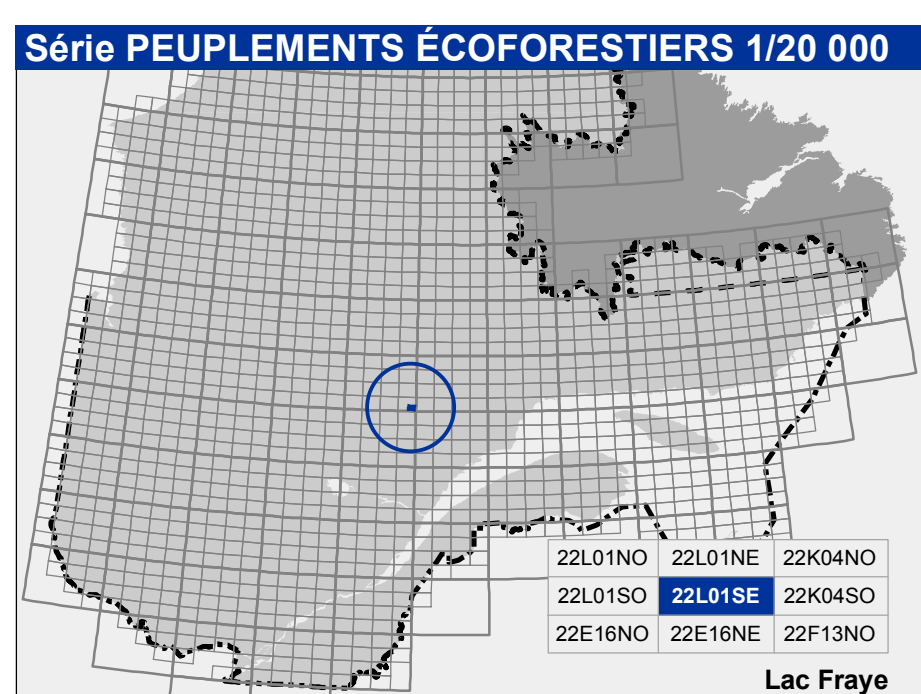 Série PEUPLEMENTS ÉCOFORESTIERS 1/20 000
22L01NO 22L01NE 22K04NO
22L01SO 22L01SE 22K04SO
22E16NO 22E16NE 22F13NO
Lac Fraye